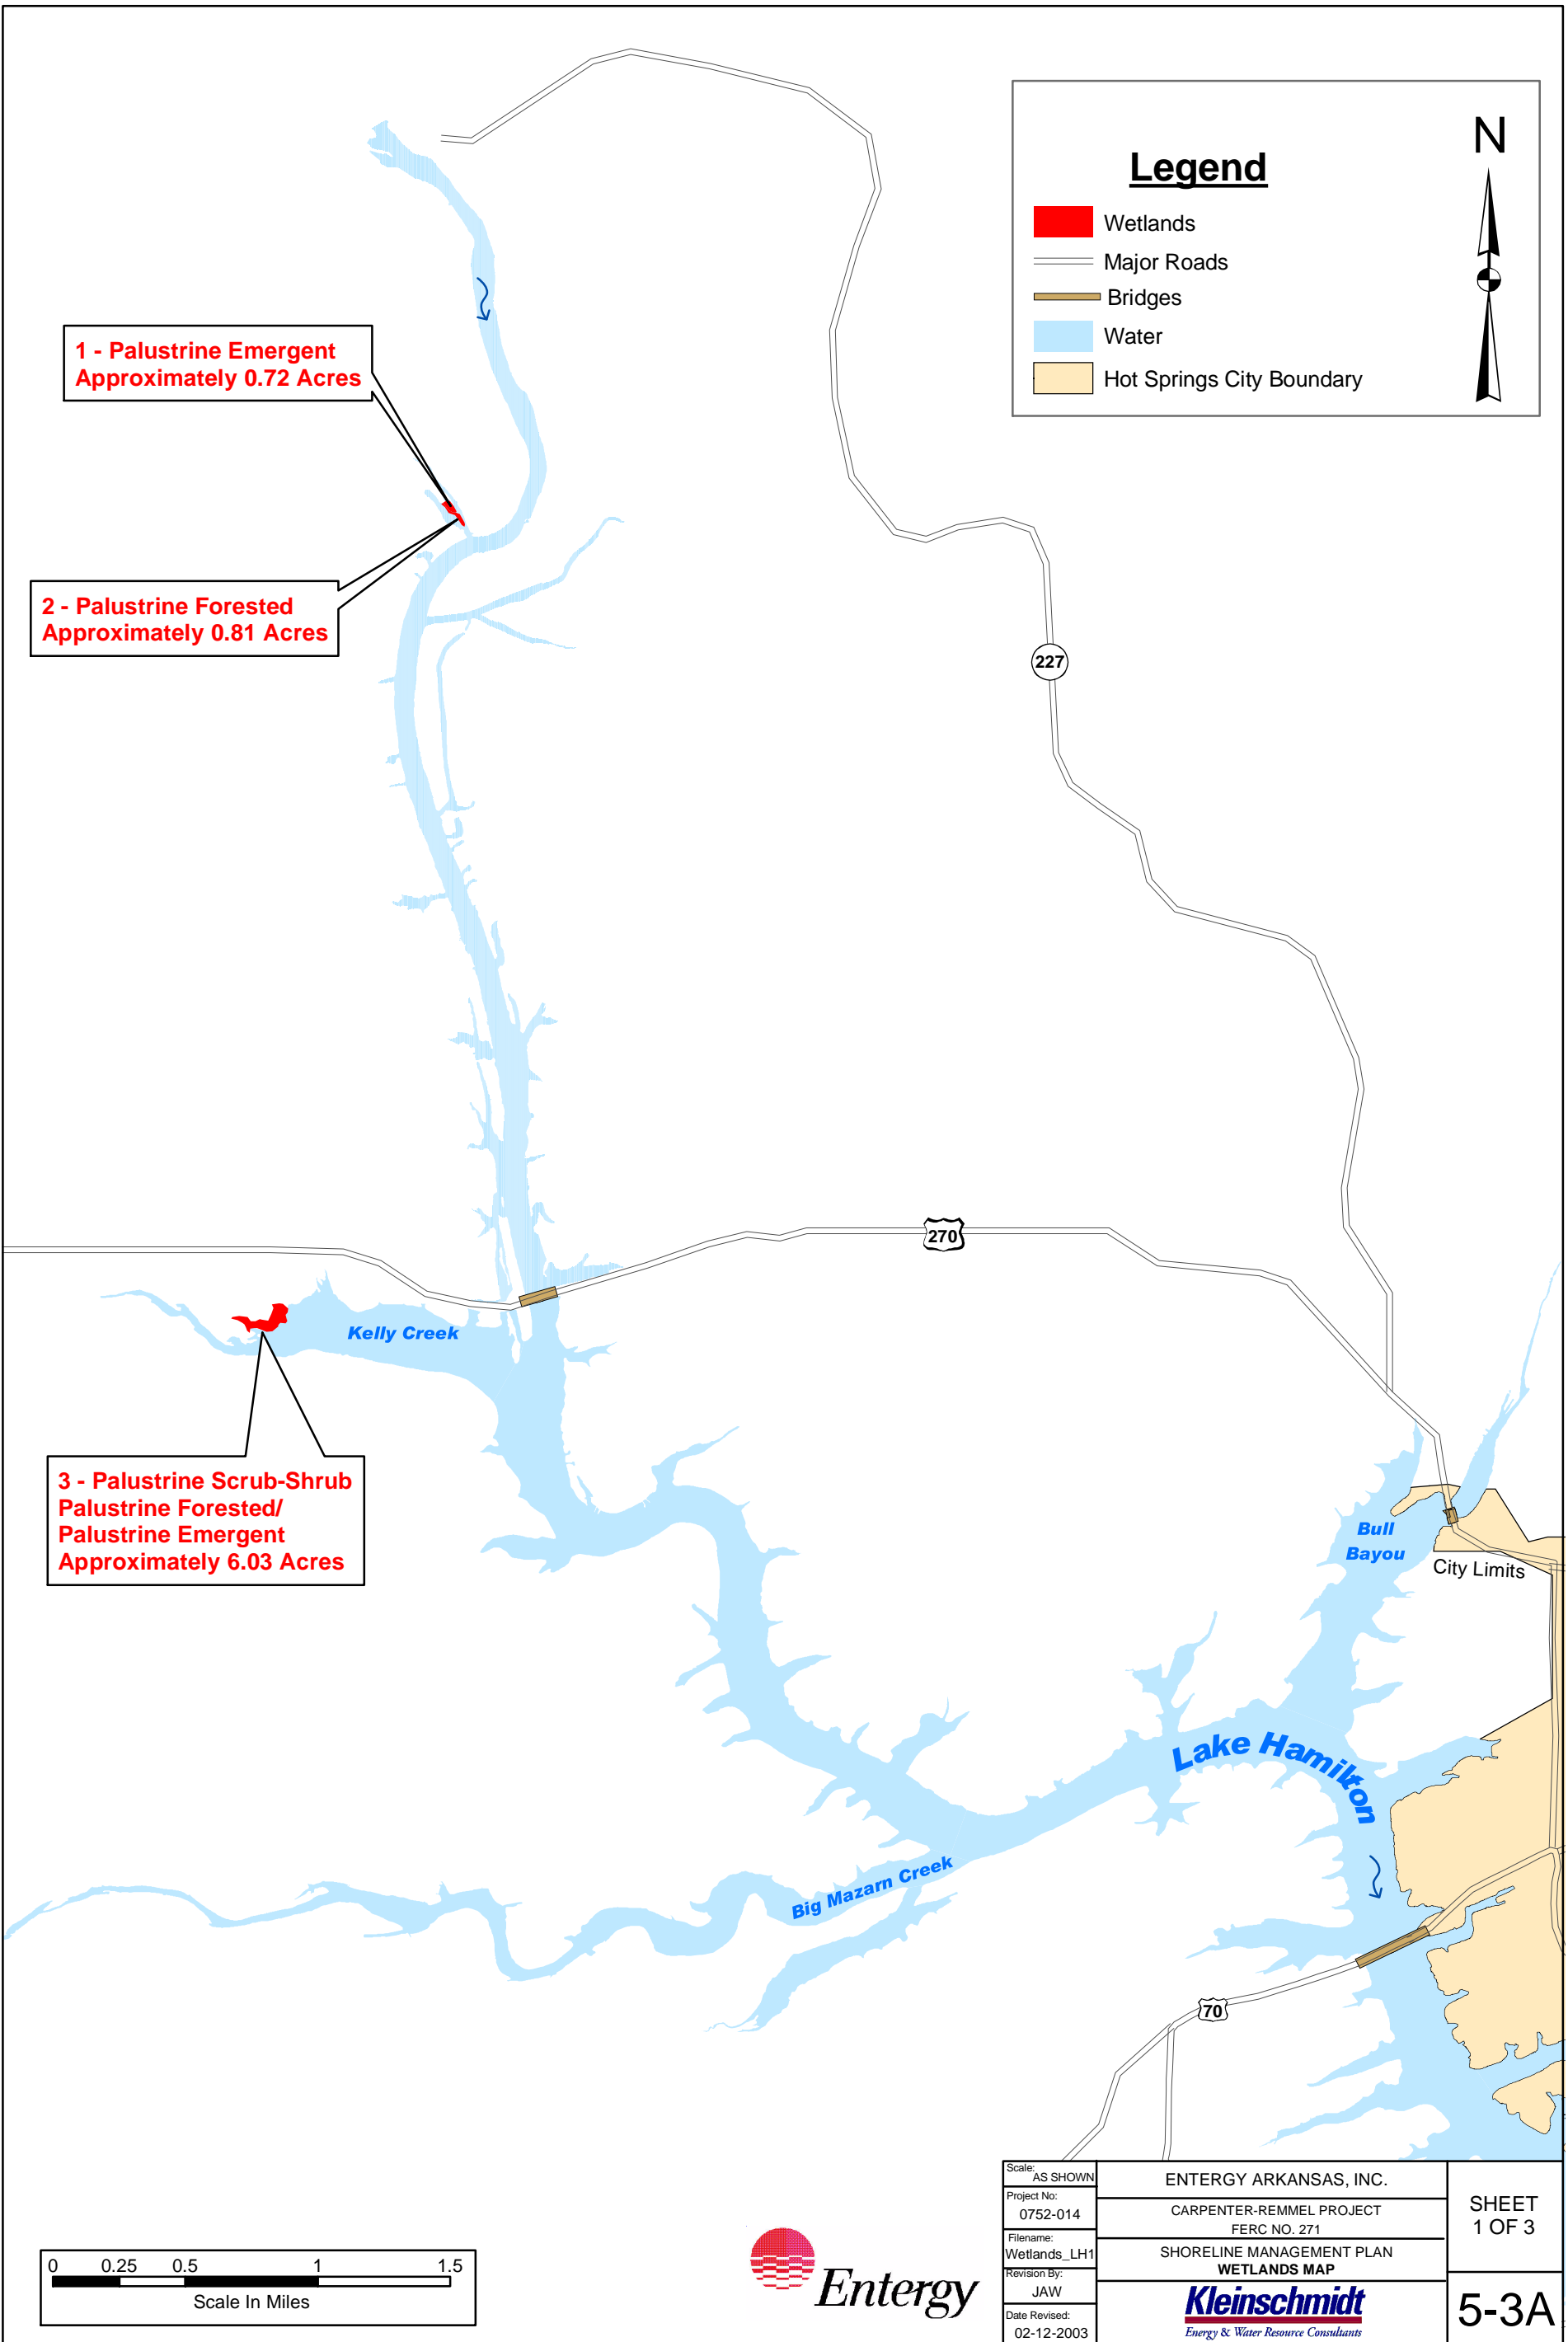 Legend
N
Wetlands
Major Roads
Bridges
Water
Hot Springs City Boundary
1 - Palustrine Emergent
Approximately 0.72 Acres
2 - Palustrine Forested
Approximately 0.81 Acres
227
270
Kelly Creek
3 - Palustrine Scrub-Shrub
Palustrine Forested/
Palustrine Emergent
Approximately 6.03 Acres
Bull
Bayou
City Limits
Lake Hamilton
Big Mazarn Creek
70
0 0.25 0.5 1 1.5
Scale In Miles
Entergy
Scale:
AS SHOWN
Project No:
0752-014
Filename:
Wetlands_LH1
Revision By:
JAW
Date Revised:
02-12-2003
ENTERGY ARKANSAS, INC.
CARPENTER-REMMEL PROJECT
FERC NO. 271
SHORELINE MANAGEMENT PLAN
WETLANDS MAP
Kleinschmidt
Energy & Water Resource Consultants
SHEET
1 OF 3
5-3A